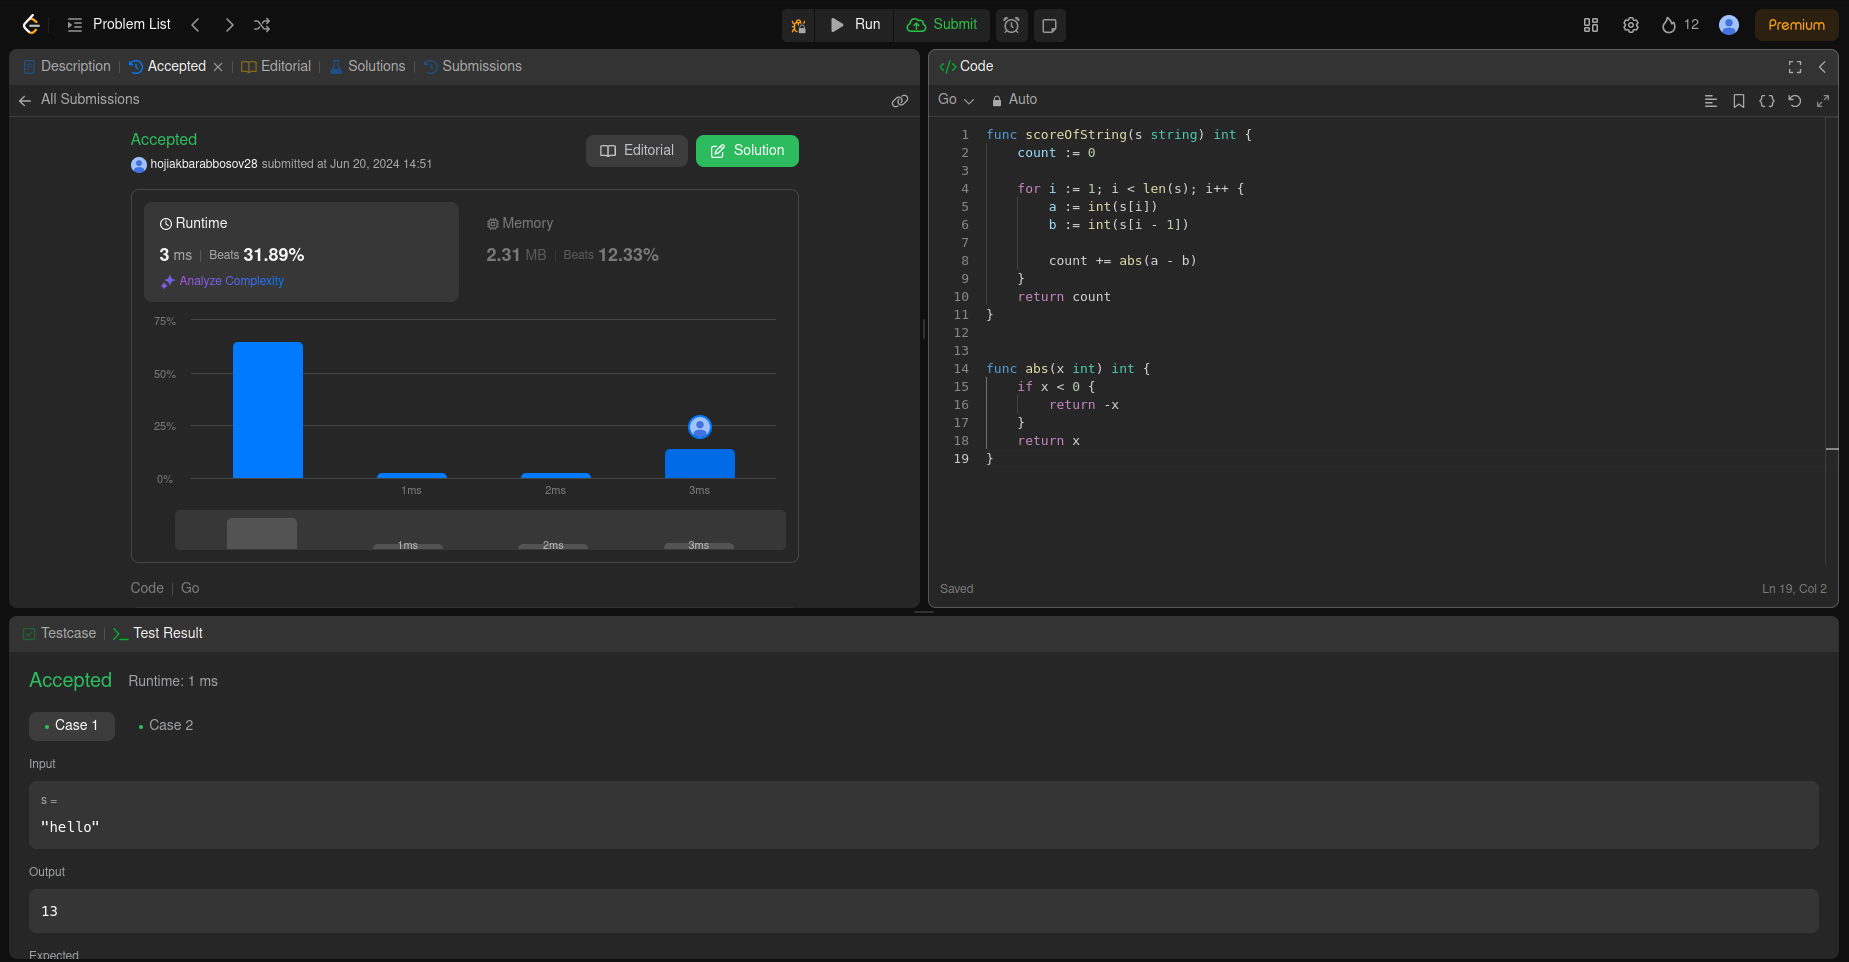 Problem List
Run
Submit
12
Premium
Description | Accepted | Editorial | Solutions | Submissions
All Submissions
Accepted
hojiakbarabbosov28 submitted at Jun 20, 2024 14:51
Editorial
Solution
Runtime
3 ms | Beats 31.89%
Analyze Complexity
Memory
2.31 MB | Beats 12.33%
75%
50%
25%
0%
1ms 2ms 3ms
1ms 2ms 3ms
Code | Go
</> Code
Go Auto
1 func scoreOfString(s string) int {
2 count := 0
3
4 for i := 1; i < len(s); i++ {
5 a := int(s[i])
6 b := int(s[i - 1])
7
8 count += abs(a - b)
9 }
10 return count
11 }
12
13
14 func abs(x int) int {
15 if x < 0 {
16 return -x
17 }
18 return x
19 }
Saved
Ln 19, Col 2
Testcase | >_ Test Result
Accepted Runtime: 1 ms
Case 1 Case 2
Input
s =
"hello"
Output
13
Expected